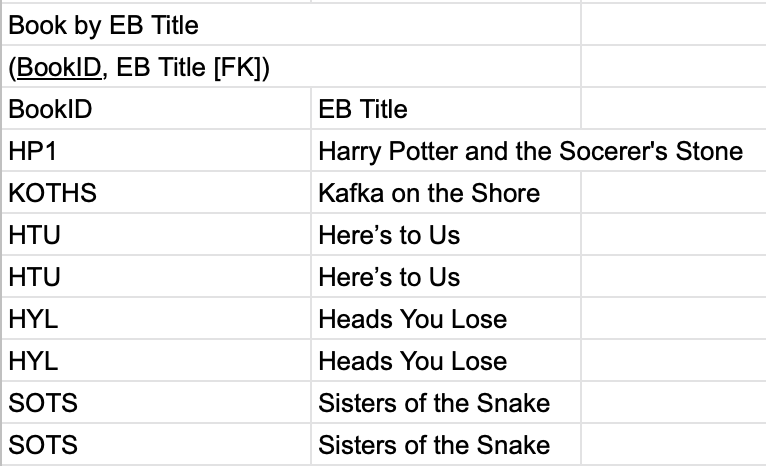 Book by EB Title
(BookID, EB Title [FK])
BookID EB Title
HP1 Harry Potter and the Socerer's Stone
KOTHS Kafka on the Shore
HTU Here’s to Us
HTU Here’s to Us
HYL Heads You Lose
HYL Heads You Lose
SOTS Sisters of the Snake
SOTS Sisters of the Snake